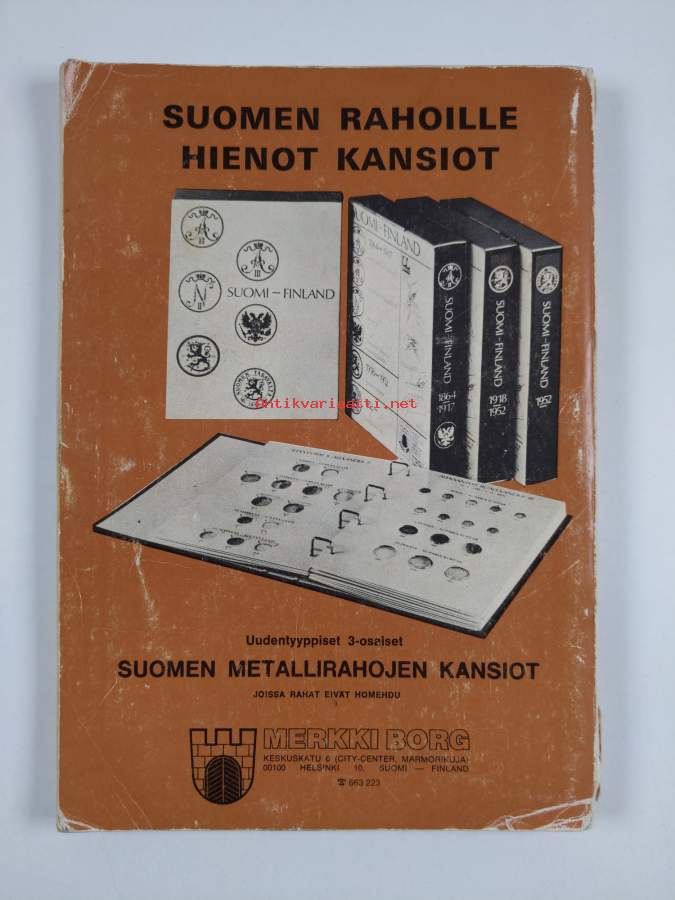 SUOMEN RAHOILLE
HIENOT KANSIOT
SUOMI–FINLAND
SUOMI–FINLAND
SUOMI–FINLAND
1864
1917
SUOMI–FINLAND
1918
1952
SUOMI–FINLAND
1952
antikvariaatti.net
Uudentyyppiset 3-osaiset
SUOMEN METALLIRAHOJEN KANSIOT
JOISSA RAHAT EIVÄT HOMEHDU
MERKKI BORG
KESKUSKATU 6 (CITY-CENTER, MARMORIKUJA)
00100 HELSINKI 10, SUOMI — FINLAND
☎ 663 223